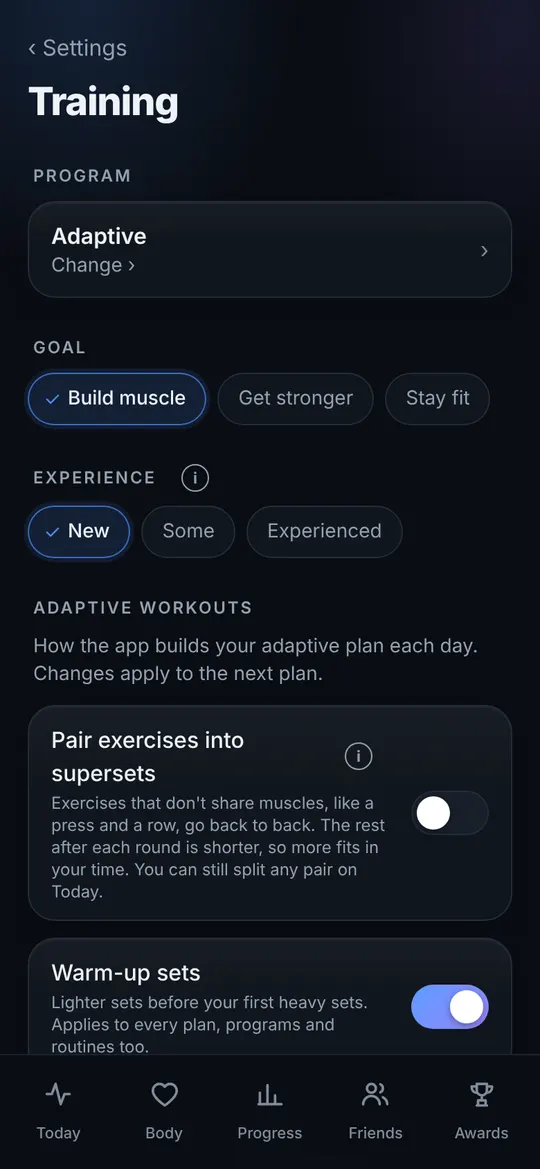 ‹ Settings
Training
PROGRAM
Adaptive
Change ›
›
GOAL
✓ Build muscle
Get stronger
Stay fit
EXPERIENCE i
✓ New
Some
Experienced
ADAPTIVE WORKOUTS
How the app builds your adaptive plan each day.
Changes apply to the next plan.
Pair exercises into
supersets
i
Exercises that don't share muscles, like a
press and a row, go back to back. The rest
after each round is shorter, so more fits in
your time. You can still split any pair on
Today.
Warm-up sets
Lighter sets before your first heavy sets.
Applies to every plan, programs and
routines too.
Today
Body
Progress
Friends
Awards